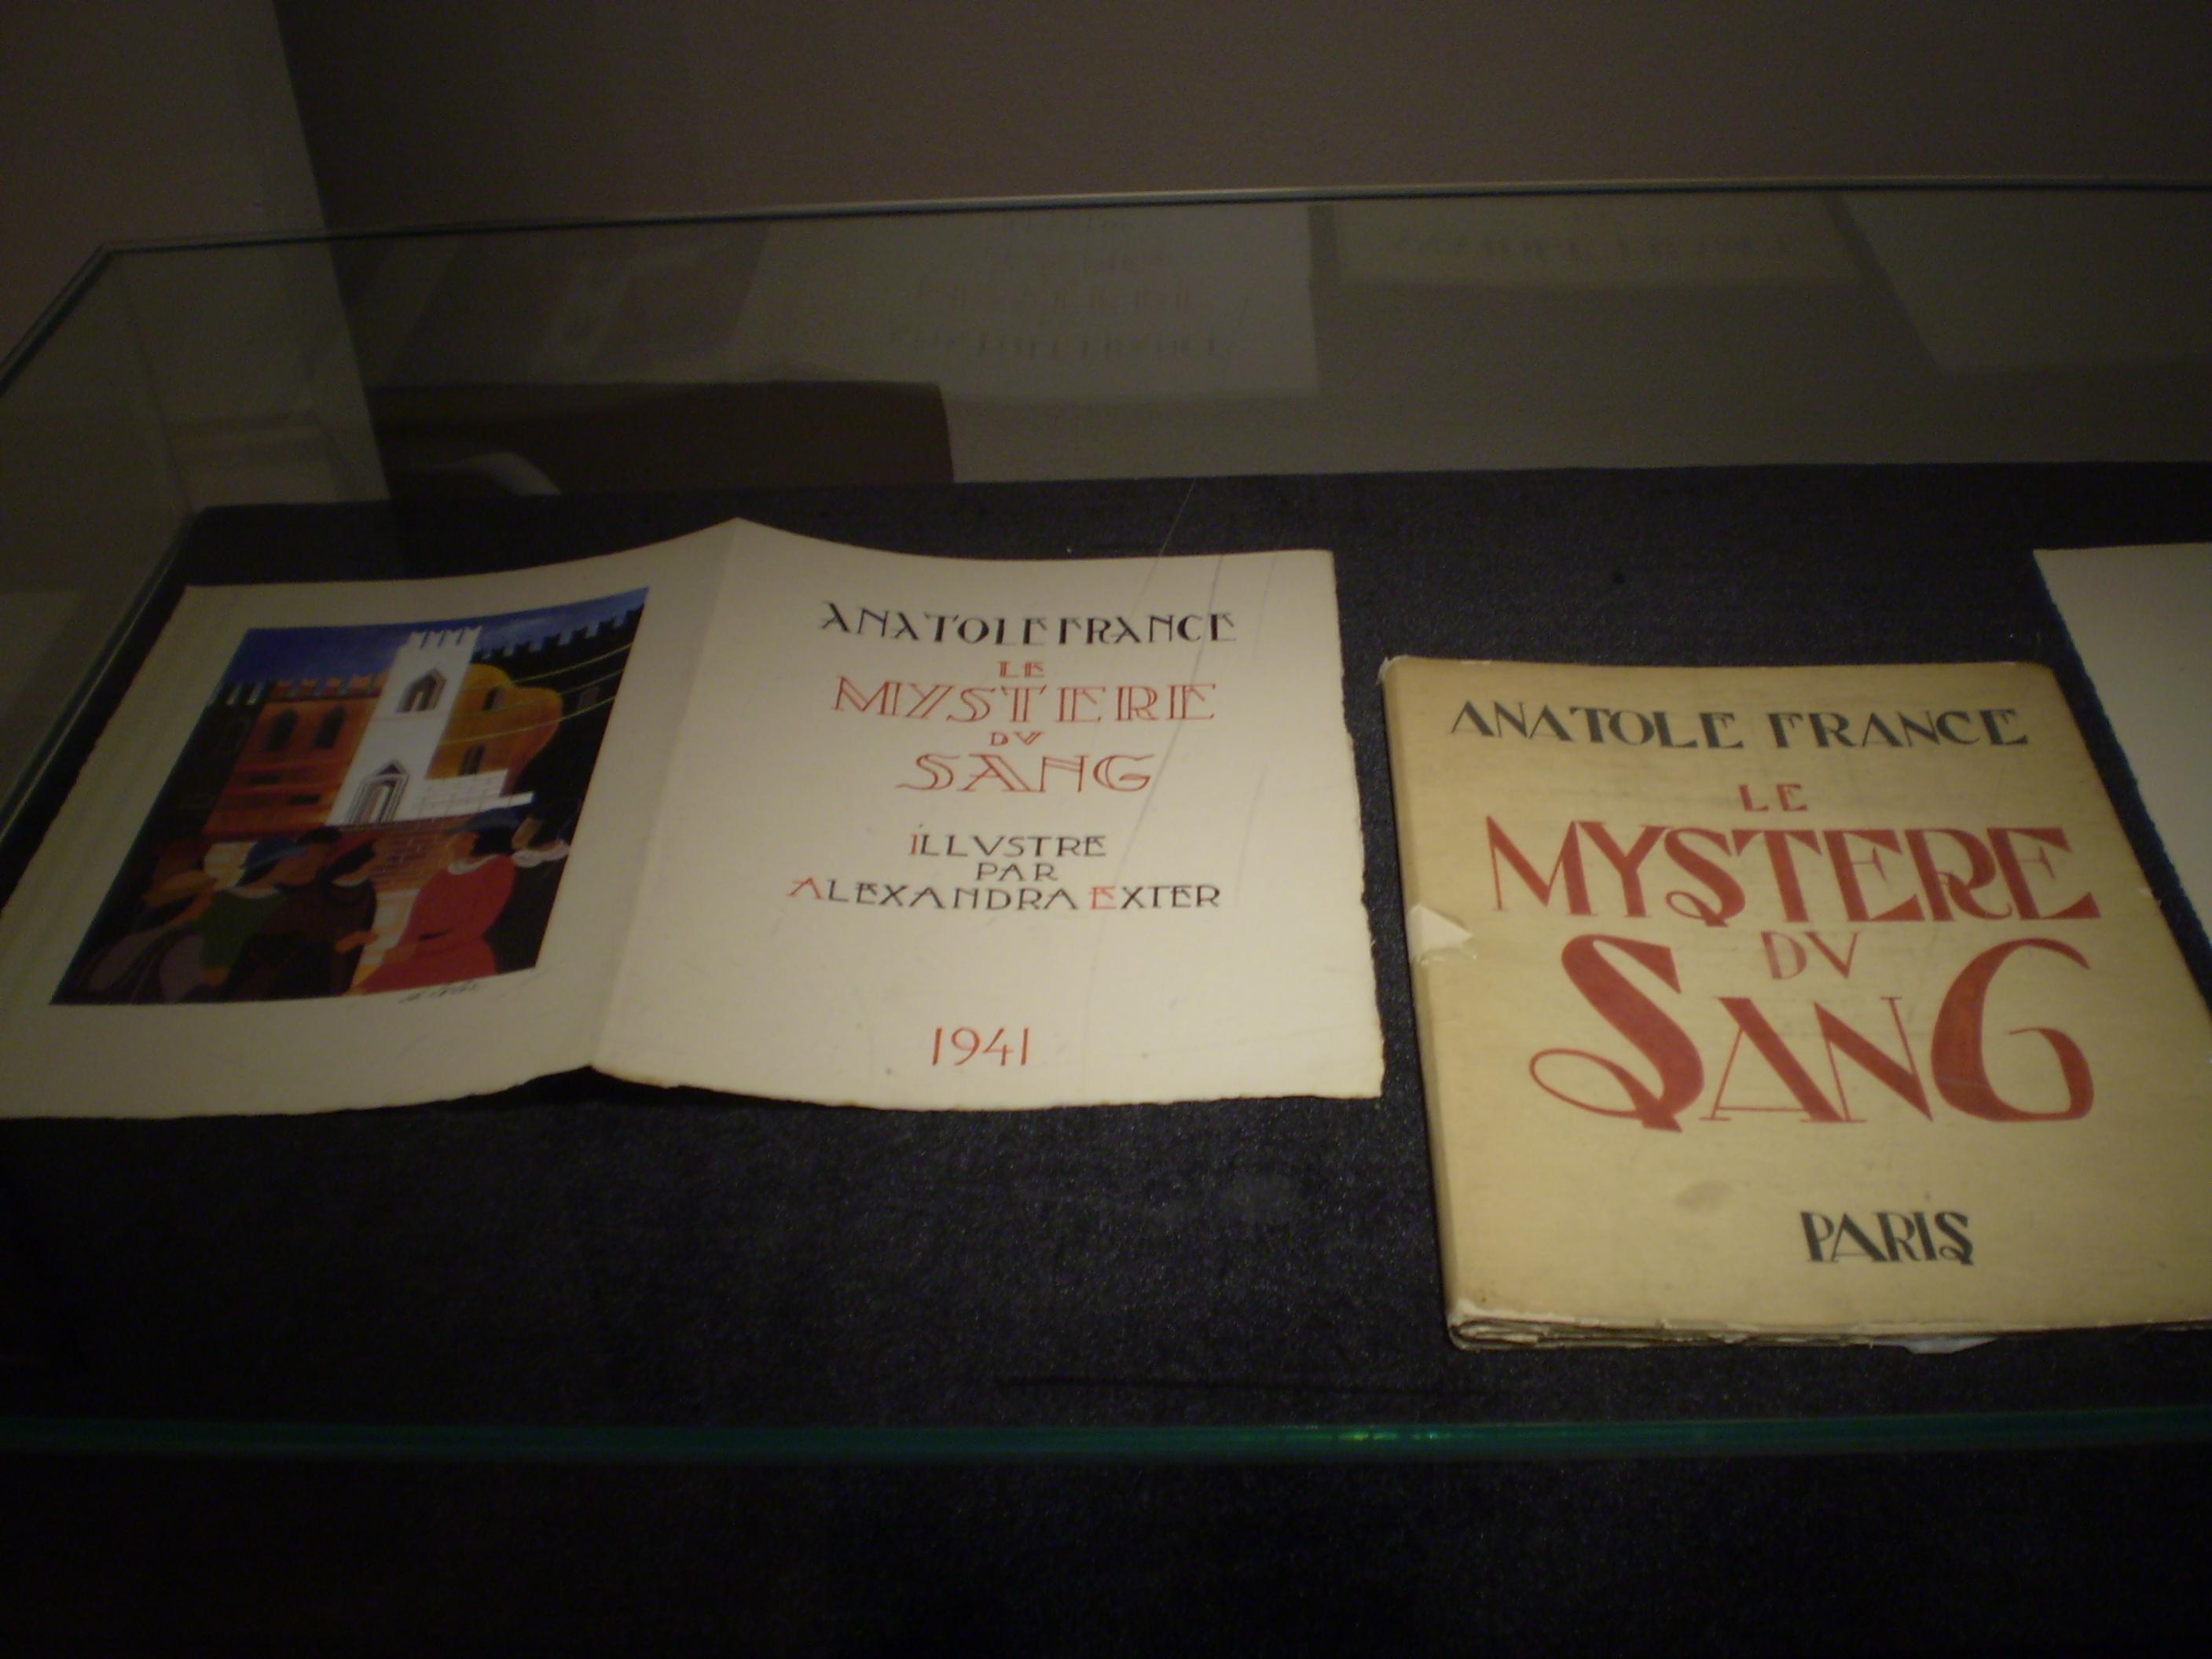 ANATOLE FRANCE
LE
MYSTERE
DV
SANG
ILLVSTRE
PAR
ALEXANDRA EXTER
1941
ANATOLE FRANCE
LE
MYSTERE
DV
SANG
PARIS